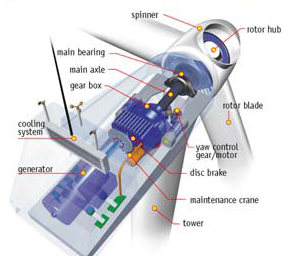 spinner
rotor hub
main bearing
main axle
gear box
rotor blade
cooling
system
yaw control
gear/motor
generator
disc brake
maintenance crane
tower